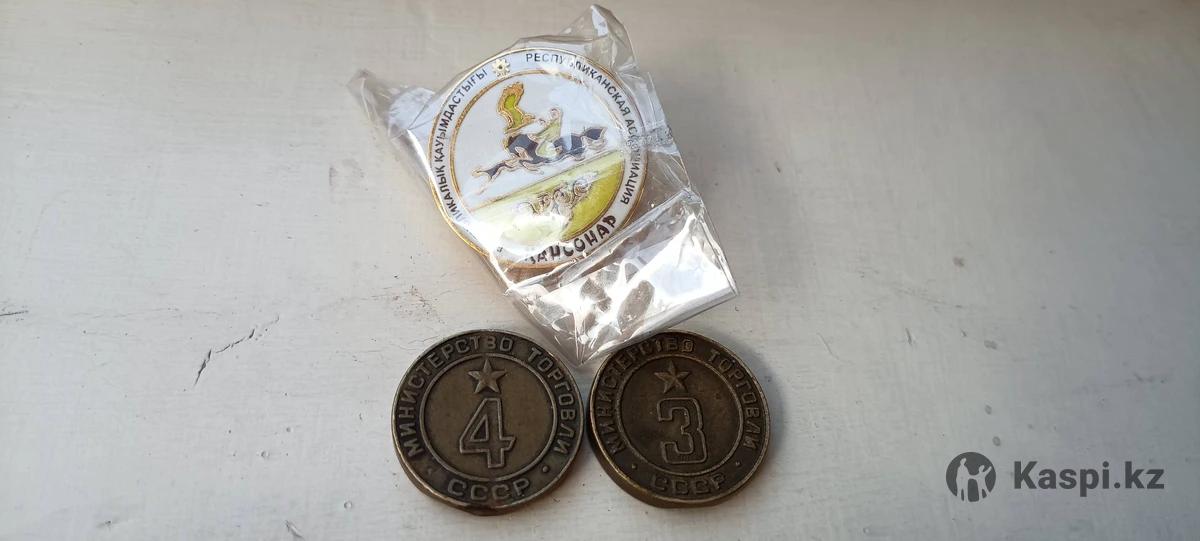 ҚАУЫМДАСТЫҒЫ
РЕСПУБЛИКАНСКАЯ АССОЦИАЦИЯ
МИНИСТЕРСТВО ТОРГОВЛИ
4
СССР
МИНИСТЕРСТВО ТОРГОВЛИ
3
СССР
Kaspi.kz